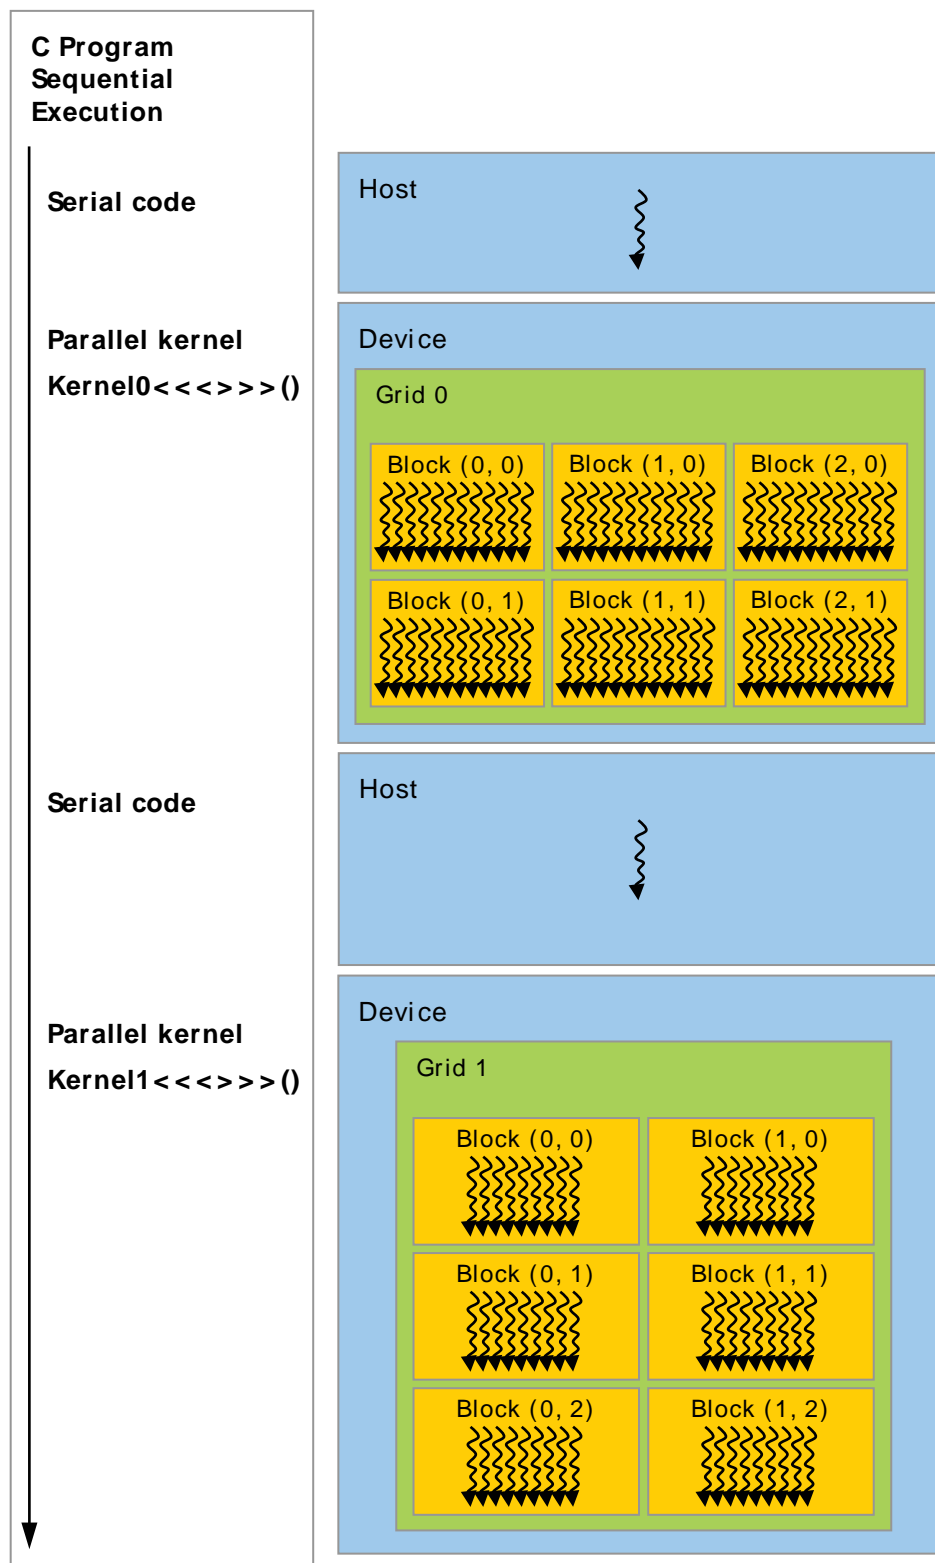 C Program
Sequential
Execution
Serial code
Host
Parallel kernel
Kernel0<<<>>>()
Device
Grid 0
Block (0, 0)
Block (1, 0)
Block (2, 0)
Block (0, 1)
Block (1, 1)
Block (2, 1)
Serial code
Host
Parallel kernel
Kernel1<<<>>>()
Device
Grid 1
Block (0, 0)
Block (1, 0)
Block (0, 1)
Block (1, 1)
Block (0, 2)
Block (1, 2)